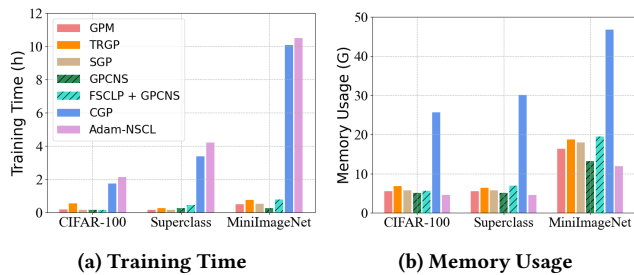 12
10
8
6
4
2
0
Training Time (h)
GPM
TRGP
SGP
GPCNS
FSCLP + GPCNS
CGP
Adam-NSCL
CIFAR-100 Superclass MiniImageNet
(a) Training Time
50
40
30
20
10
0
Memory Usage (G)
CIFAR-100 Superclass MiniImageNet
(b) Memory Usage